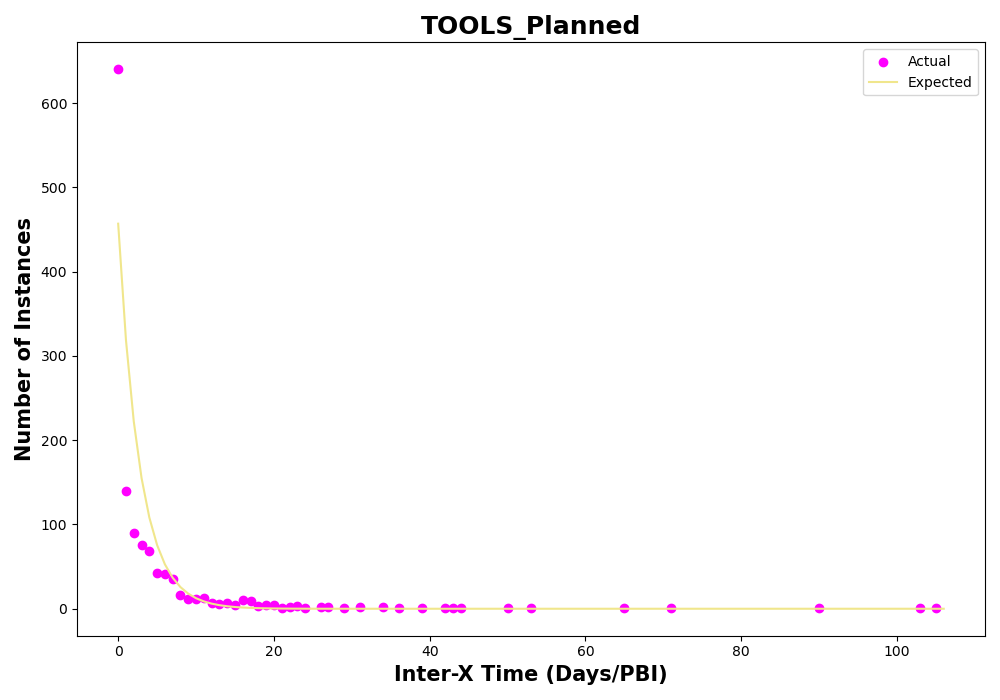 TOOLS_Planned
Actual
Expected
Number of Instances
600
500
400
300
200
100
0
0
20
40
60
80
100
Inter-X Time (Days/PBI)